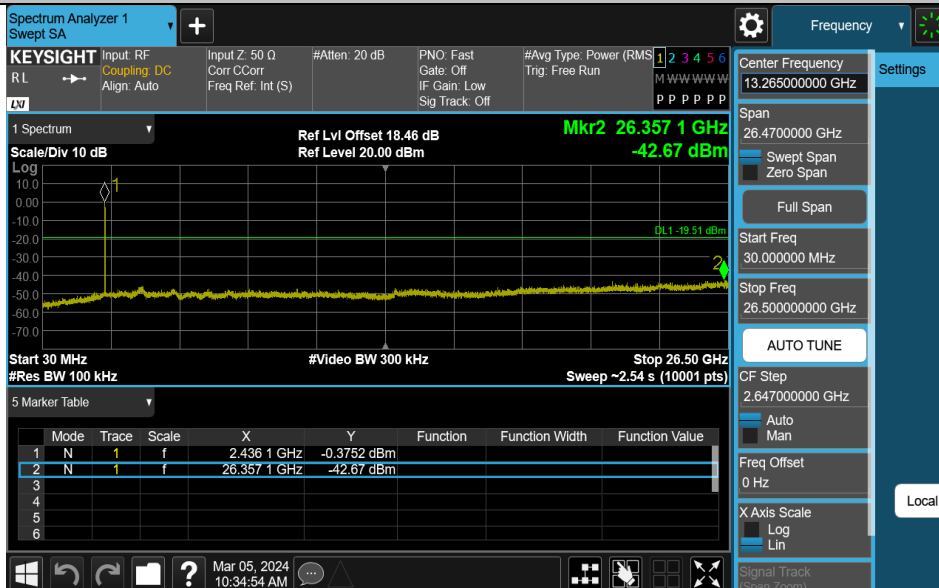 Spectrum Analyzer 1
Swept SA
+
Frequency
KEYSIGHT
Input: RF
Input Z: 50 Ω
#Atten: 20 dB
PNO: Fast
#Avg Type: Power (RMS
1 2 3 4 5 6
R L
Coupling: DC
Corr CCorr
Gate: Off
Trig: Free Run
Align: Auto
Freq Ref: Int (S)
IF Gain: Low
M W W W W W
LXI
Sig Track: Off
P P P P P P
1 Spectrum
Ref Lvl Offset 18.46 dB
Mkr2 26.357 1 GHz
Scale/Div 10 dB
Ref Level 20.00 dBm
-42.67 dBm
Log
10.0
0.00
-10.0
-20.0
-30.0
-40.0
-50.0
-60.0
-70.0
1
DL1 -19.51 dBm
2
Start 30 MHz
#Video BW 300 kHz
Stop 26.50 GHz
#Res BW 100 kHz
Sweep ~2.54 s (10001 pts)
5 Marker Table
Mode Trace Scale X Y Function Function Width Function Value
1 N 1 f 2.436 1 GHz -0.3752 dBm
2 N 1 f 26.357 1 GHz -42.67 dBm
3
4
5
6
?
Mar 05, 2024
10:34:54 AM
Center Frequency
13.265000000 GHz
Span
26.4700000 GHz
Swept Span
Zero Span
Full Span
Start Freq
30.000000 MHz
Stop Freq
26.500000000 GHz
AUTO TUNE
CF Step
2.647000000 GHz
Auto
Man
Freq Offset
0 Hz
X Axis Scale
Log
Lin
Signal Track
(Span Zoom)
Settings
Local